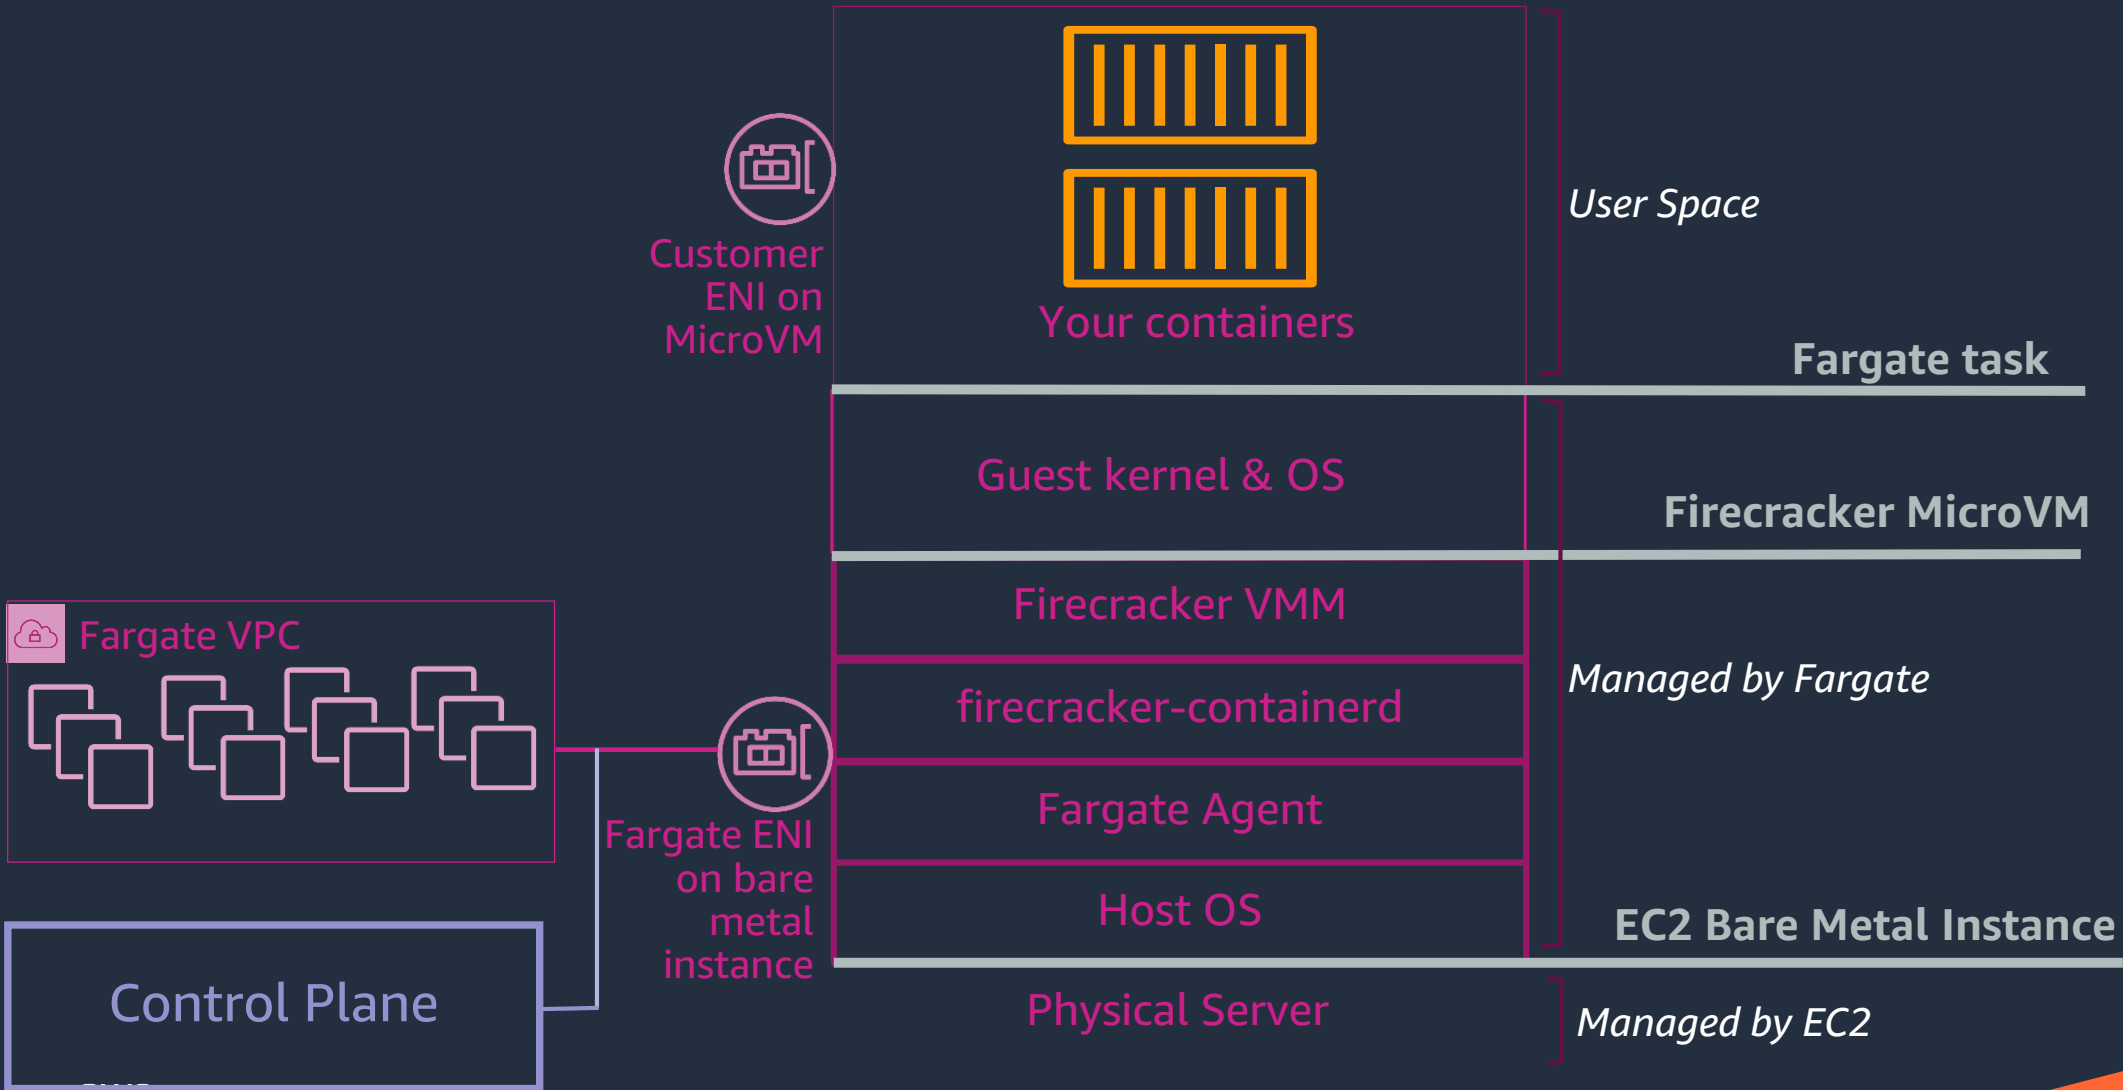 Customer
ENI on
MicroVM
Your containers
User Space
Fargate task
Guest kernel & OS
Firecracker MicroVM
Fargate VPC
Firecracker VMM
firecracker-containerd
Managed by Fargate
Fargate Agent
Fargate ENI
on bare
metal
instance
Host OS
EC2 Bare Metal Instance
Control Plane
Physical Server
Managed by EC2